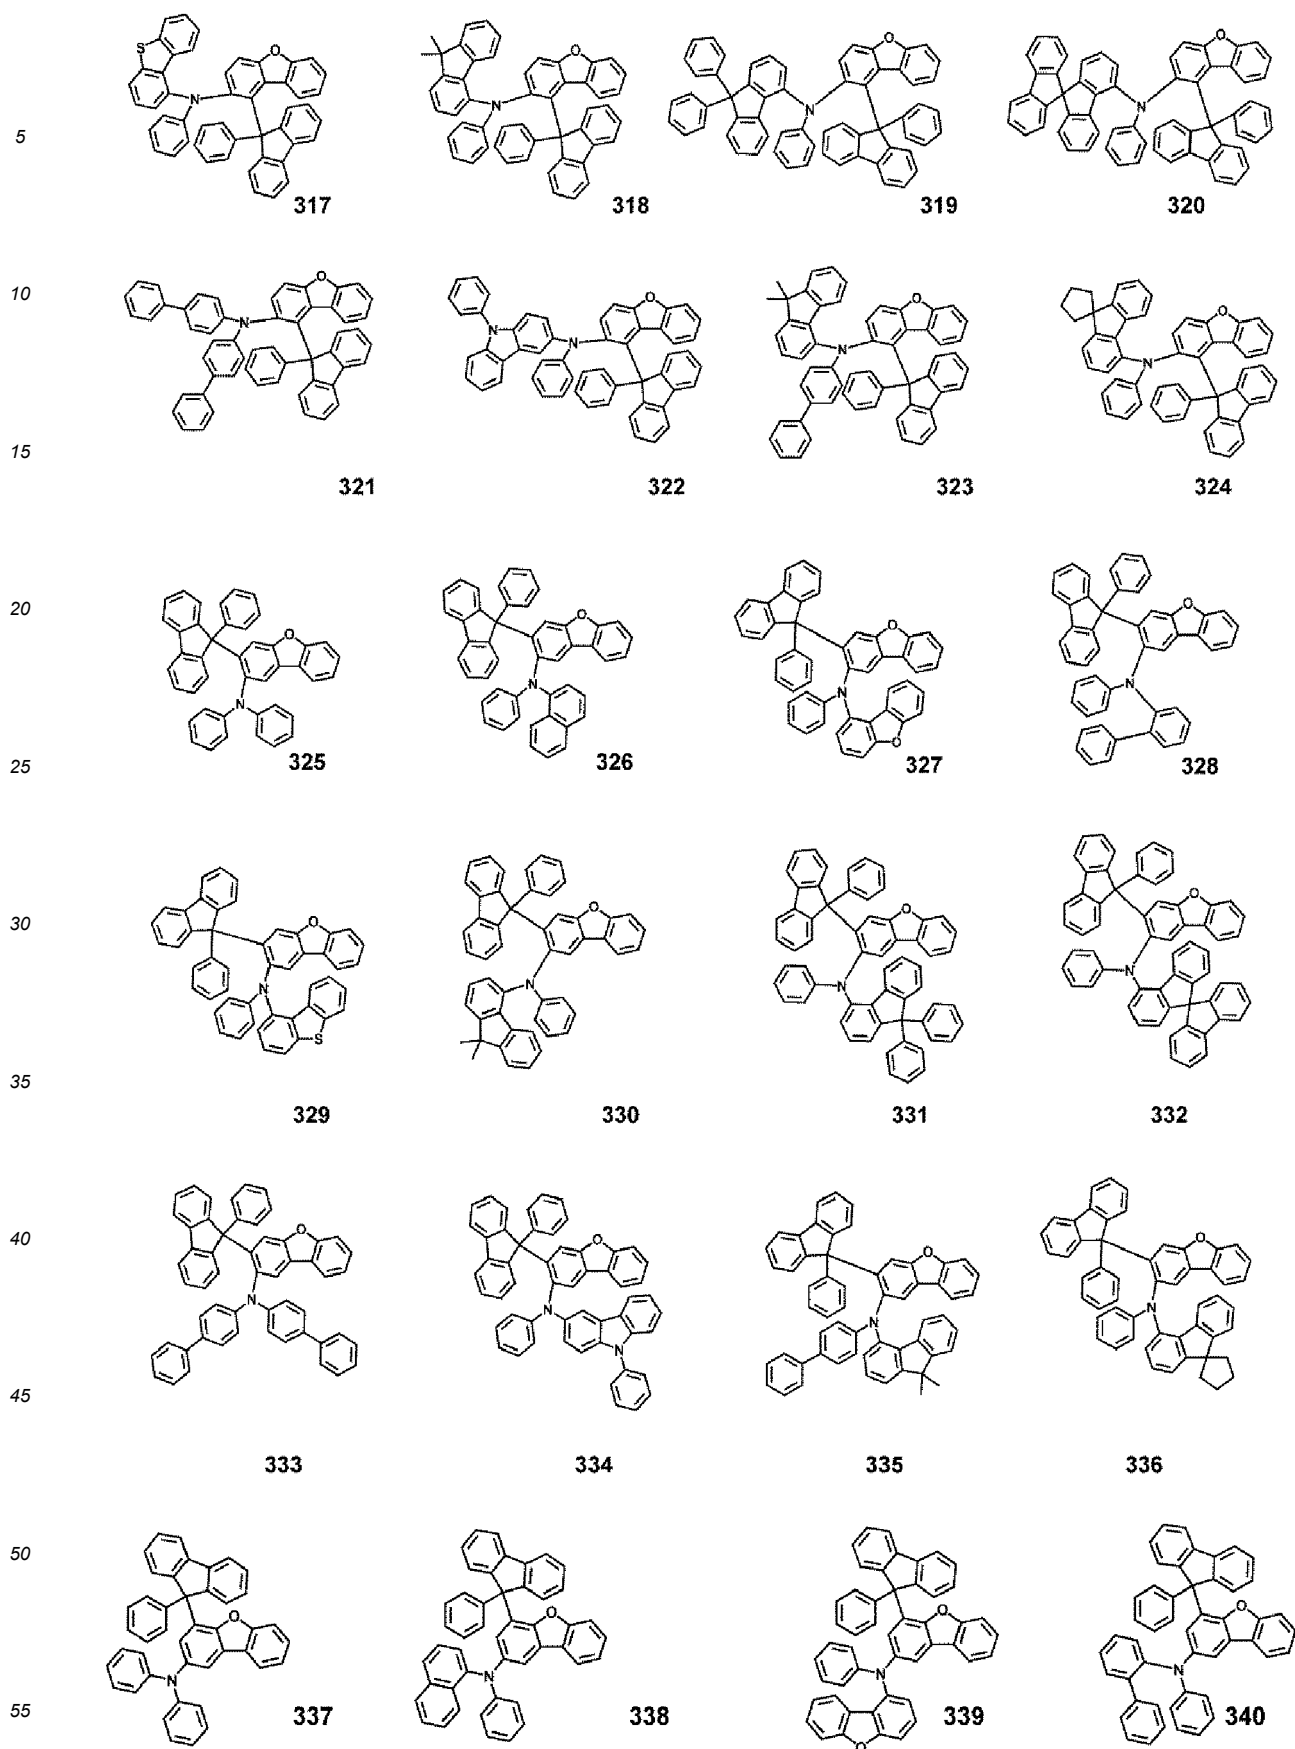 S O O O O
N N N N
5
317 318 319 320
10
O O O O
N N N N N
15
321 322 323 324
20
O O O O
N N N N
O
25
325 326 327 328
30
O O O O
N N N N
S
35
329 330 331 332
40
O O O O
N N N N
N
45
333 334 335 336
50
O O O O
N N N N
55
337 338 339 340
O